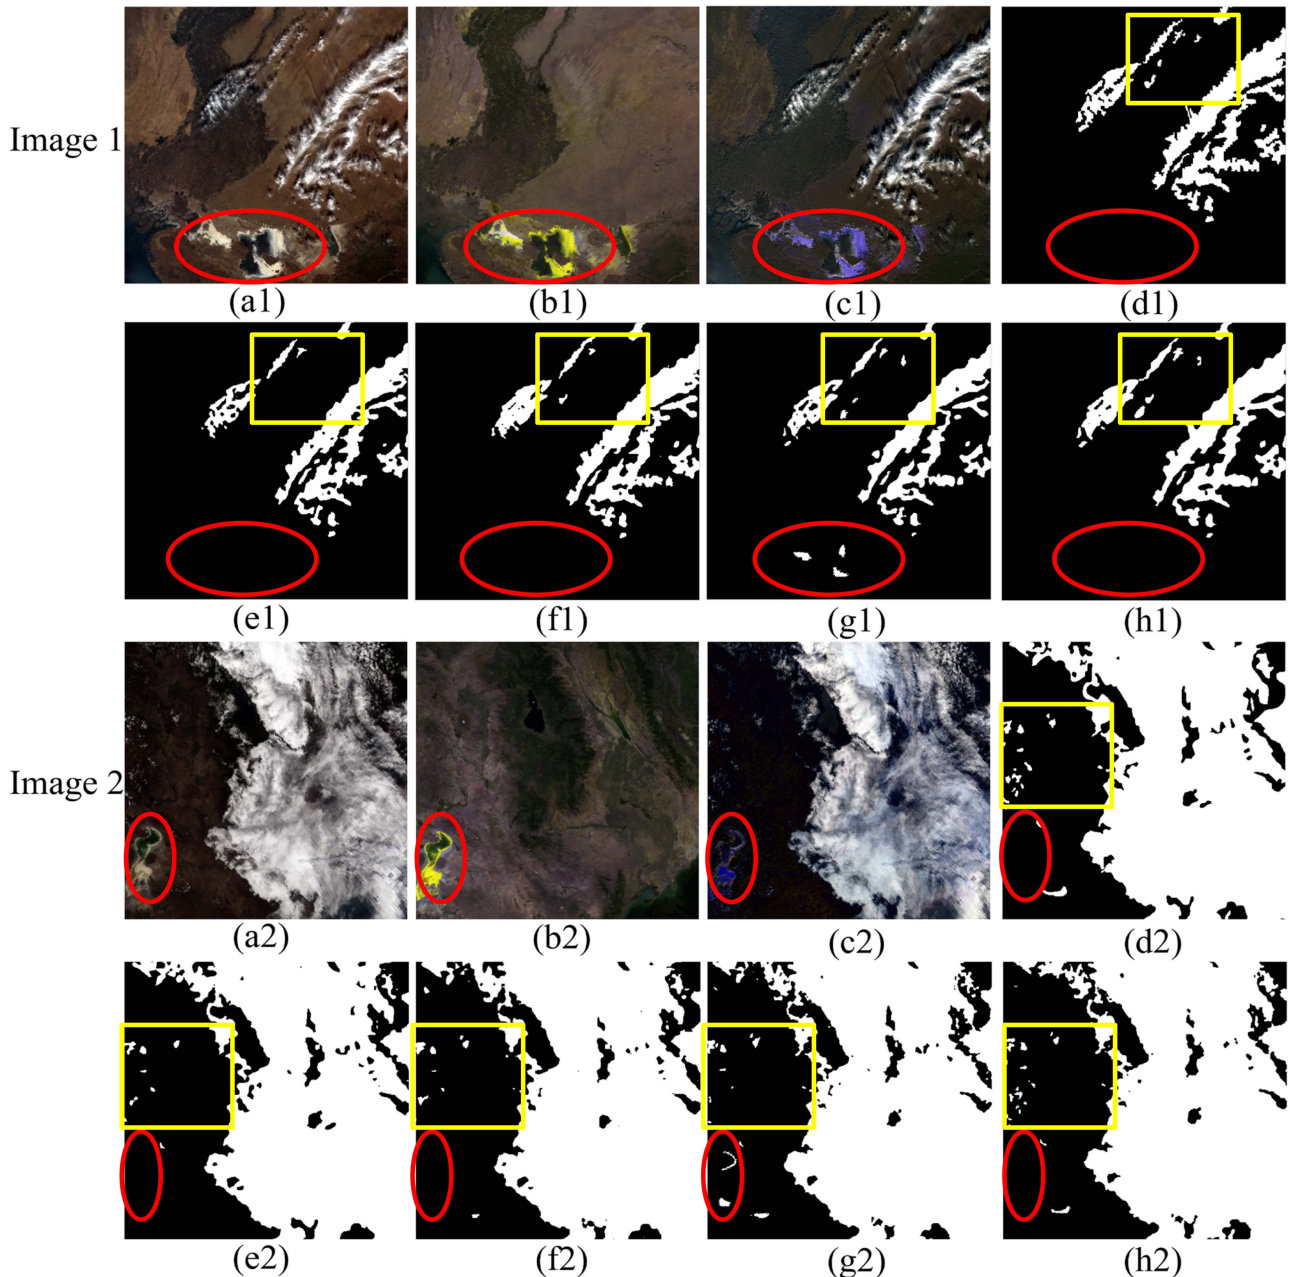 Image 1
(a1) (b1) (c1) (d1)
(e1) (f1) (g1) (h1)
Image 2
(a2) (b2) (c2) (d2)
(e2) (f2) (g2) (h2)